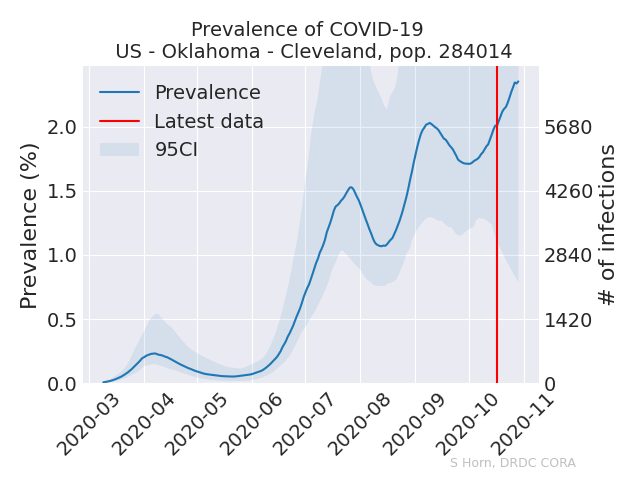 Prevalence of COVID-19
US - Oklahoma - Cleveland, pop. 284014
Prevalence
Latest data
95CI
Prevalence (%)
2.0
1.5
1.0
0.5
0.0
5680
4260
2840
1420
0
# of infections
2020-03
2020-04
2020-05
2020-06
2020-07
2020-08
2020-09
2020-10
2020-11
S Horn, DRDC CORA